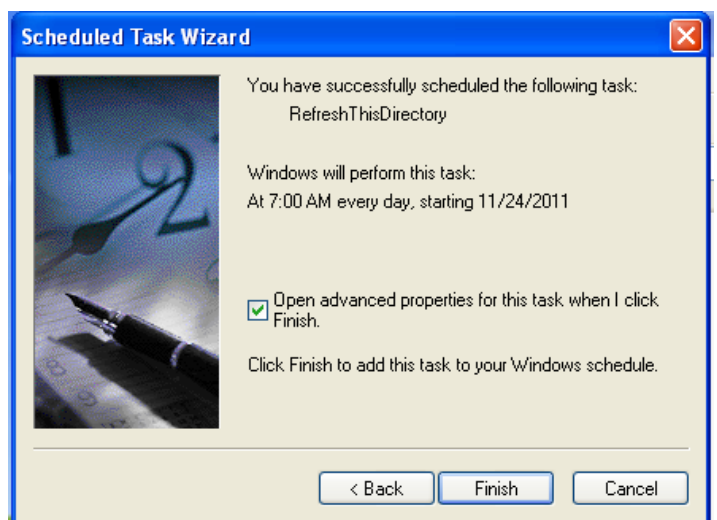 Scheduled Task Wizard
You have successfully scheduled the following task:
RefreshThisDirectory
Windows will perform this task:
At 7:00 AM every day, starting 11/24/2011
Open advanced properties for this task when I click
Finish.
Click Finish to add this task to your Windows schedule.
< Back
Finish
Cancel